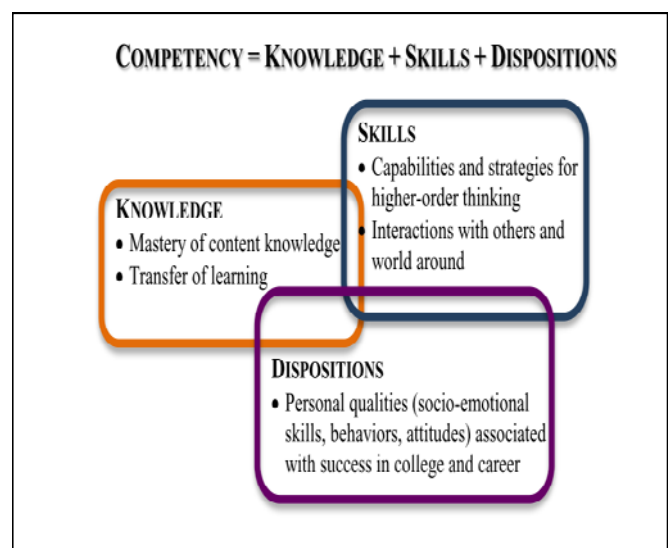 COMPETENCY = KNOWLEDGE + SKILLS + DISPOSITIONS
SKILLS
• Capabilities and strategies for
higher-order thinking
• Interactions with others and
world around
KNOWLEDGE
• Mastery of content knowledge
• Transfer of learning
DISPOSITIONS
• Personal qualities (socio-emotional
skills, behaviors, attitudes) associated
with success in college and career